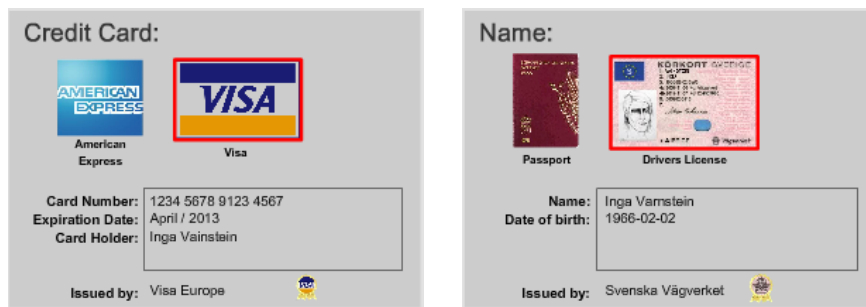 Credit Card:
AMERICAN
EXPRESS
VISA
American
Express
Visa
Card Number: 1234 5678 9123 4567
Expiration Date: April / 2013
Card Holder: Inga Vainstein
Issued by: Visa Europe
Name:
KÖRKORT SVERIGE
Passport
Drivers License
Name: Inga Varnstein
Date of birth: 1966-02-02
Issued by: Svenska Vägverket